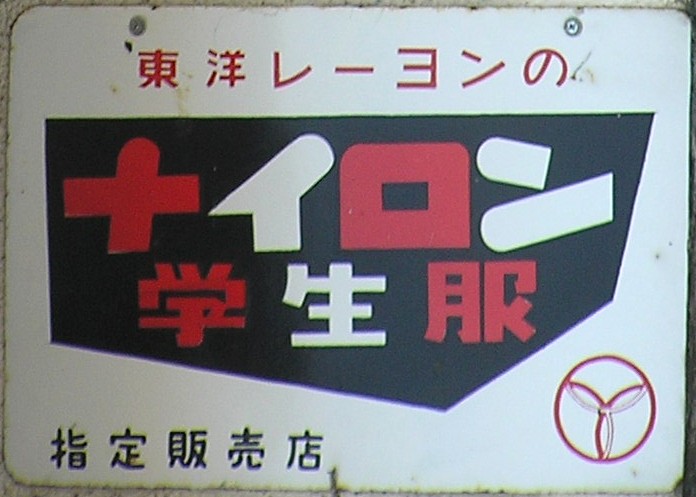 東洋レーヨンの
ナイロン
学生服
指定販売店